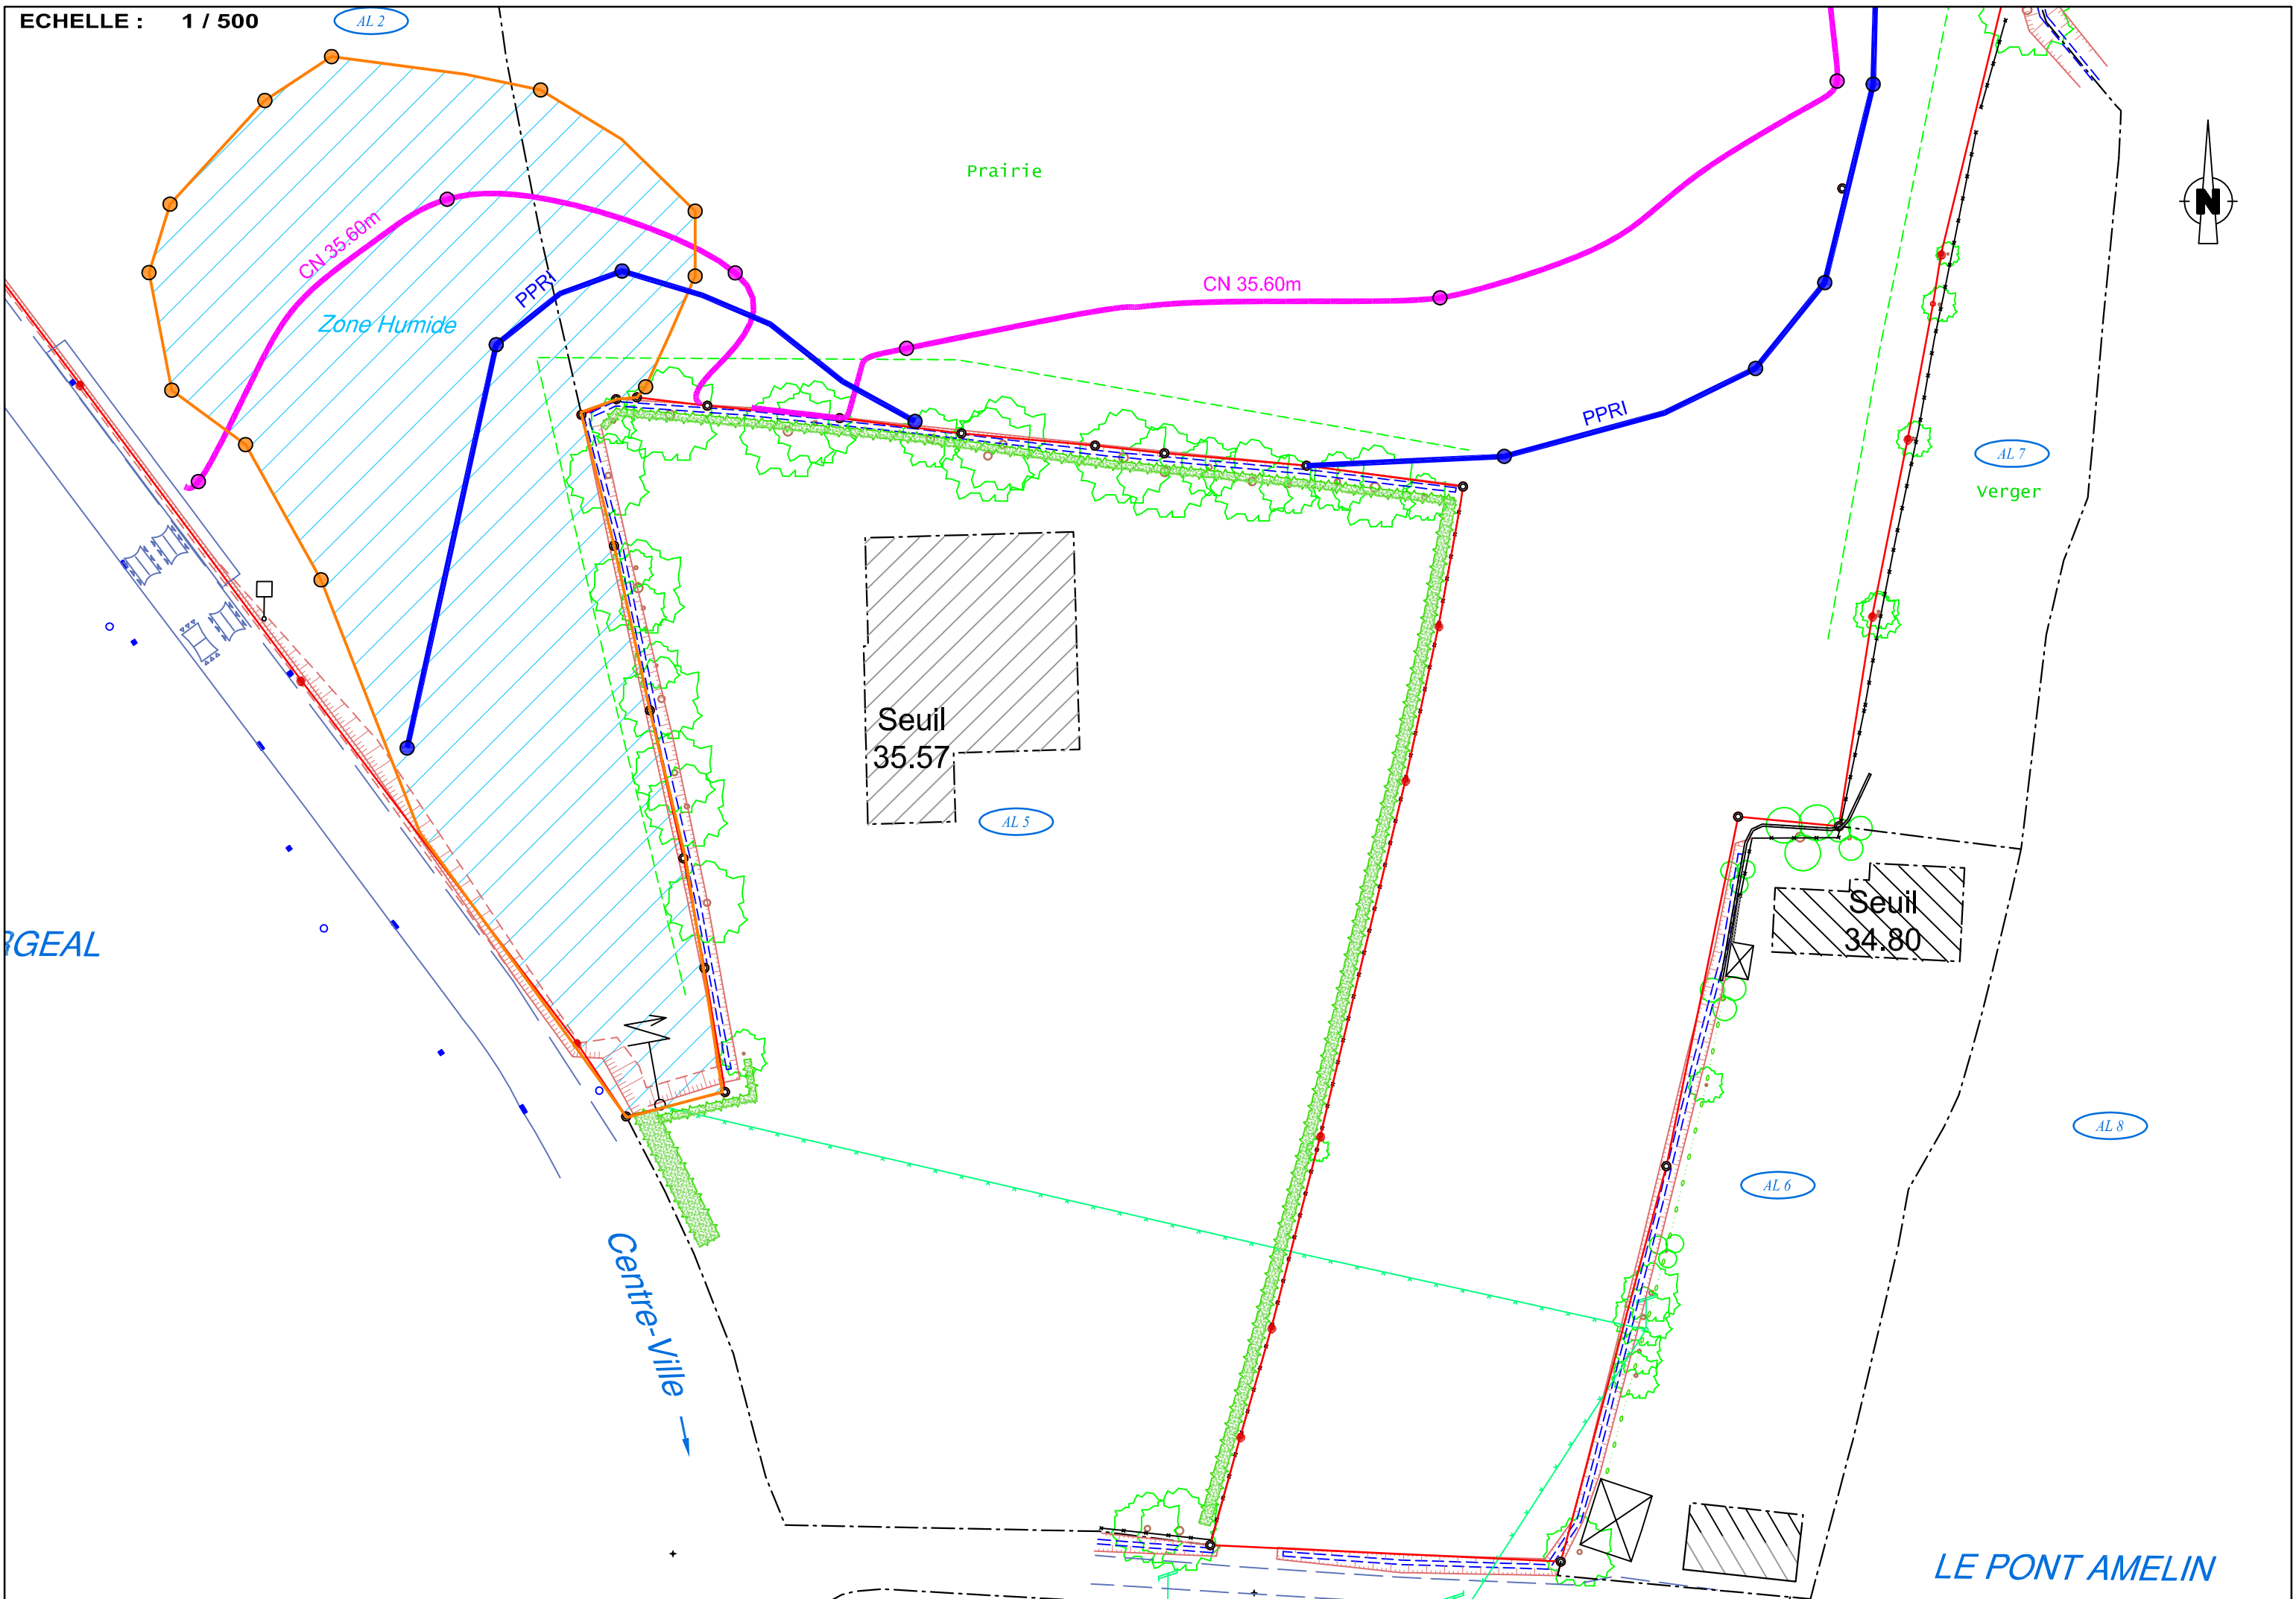 ECHELLE : 1 / 500
AL 2
Prairie
N
CN 35.60m
PPRI
Zone Humide
CN 35.60m
PPRI
AL 7
Verger
Seuil
35.57
AL 5
Seuil
34.80
RGEAL
AL 8
AL 6
Centre-Ville
LE PONT AMELIN